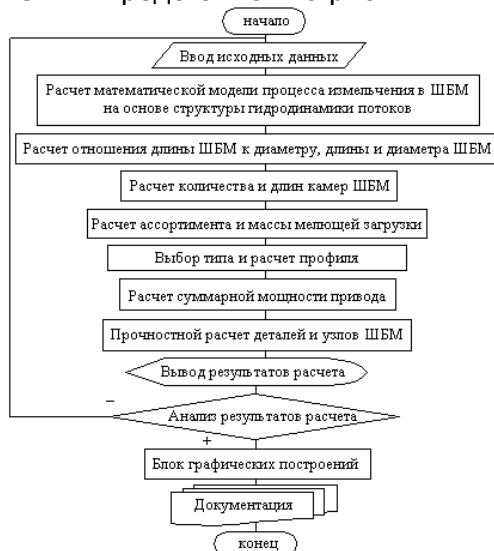 начало
Ввод исходных данных
Расчет математической модели процесса измельчения в ШБМ
на основе структуры гидродинамики потоков
Расчет отношения длины ШБМ к диаметру, длины и диаметра ШБМ
Расчет количества и длин камер ШБМ
Расчет ассортимента и массы мелющей загрузки
Выбор типа и расчет профиля
Расчет суммарной мощности привода
Прочностной расчет деталей и узлов ШБМ
Вывод результатов расчета
–
Анализ результатов расчета
+
Блок графических построений
Документация
конец